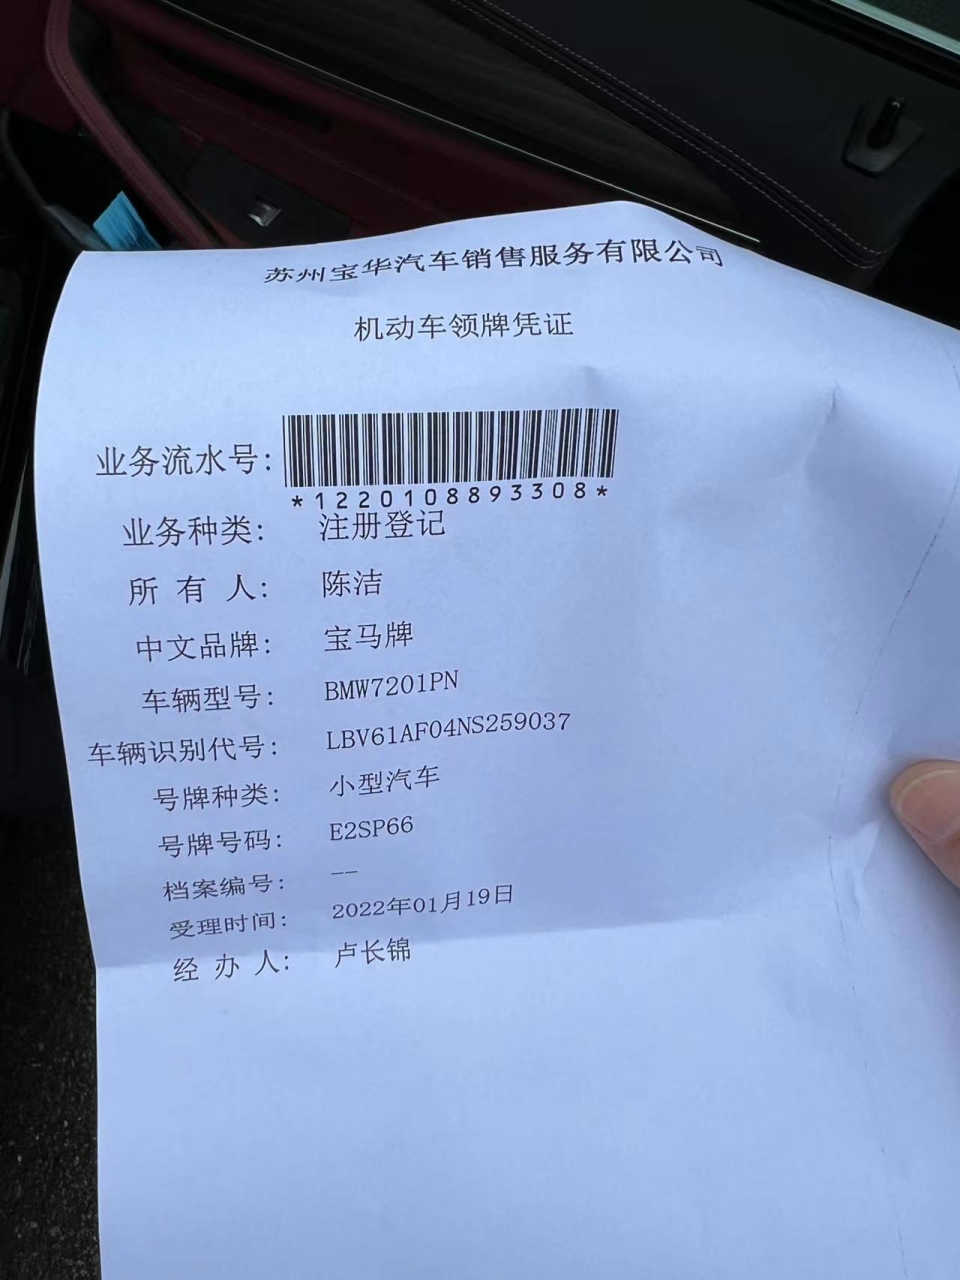 苏州宝华汽车销售服务有限公司
机动车领牌凭证
业务流水号:
*1220108893308*
业务种类: 注册登记
所 有 人: 陈洁
中文品牌: 宝马牌
车辆型号: BMW7201PN
车辆识别代号: LBV61AF04NS259037
号牌种类: 小型汽车
号牌号码: E2SP66
档案编号: --
受理时间: 2022年01月19日
经 办 人: 卢长锦